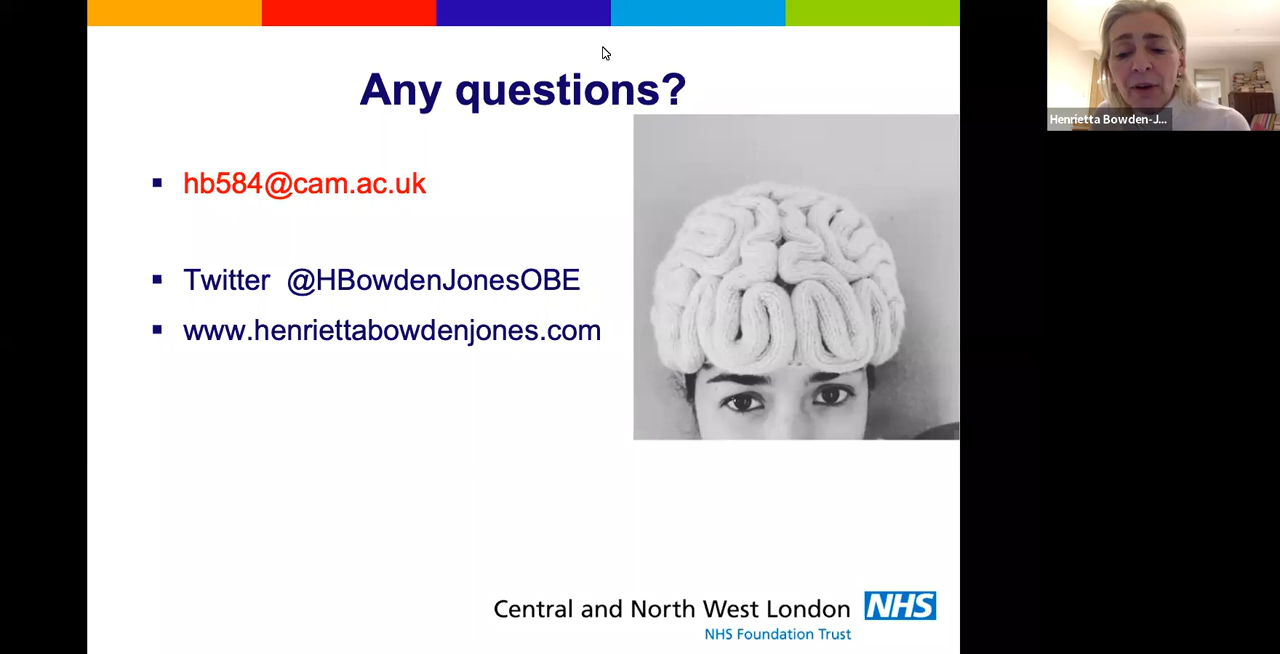 Any questions?
hb584@cam.ac.uk
Twitter @HBowdenJonesOBE
www.henriettabowdenjones.com
Henrietta Bowden-J...
Central and North West London NHS
NHS Foundation Trust